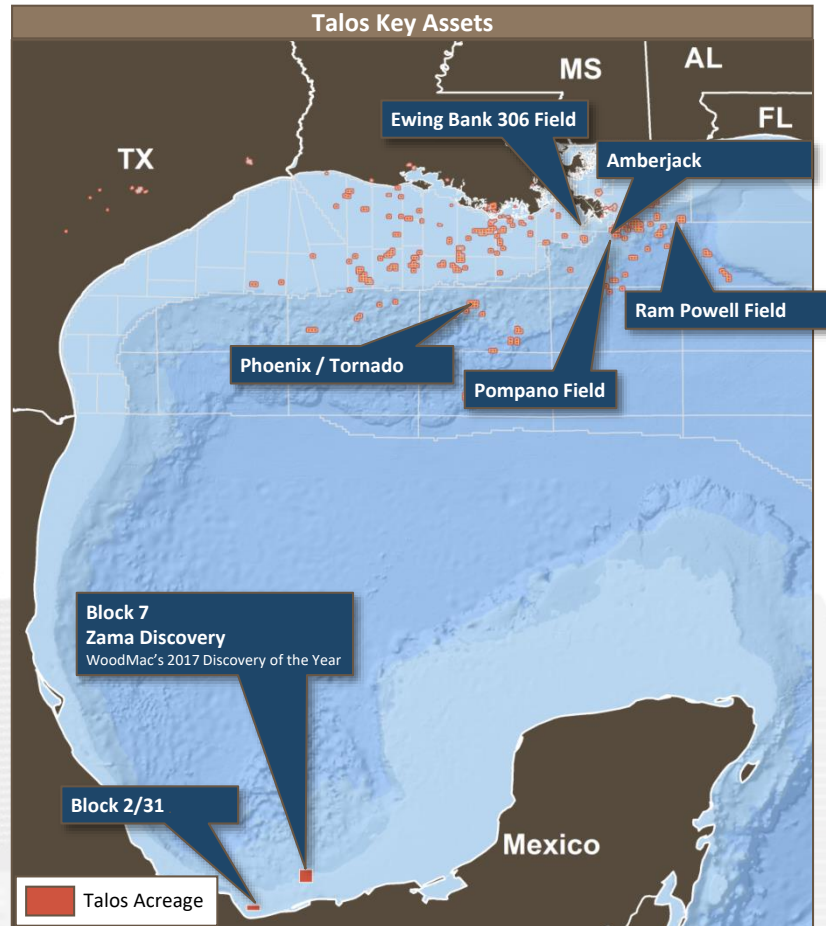 Talos Key Assets
MS
AL
FL
TX
Ewing Bank 306 Field
Amberjack
Ram Powell Field
Phoenix / Tornado
Pompano Field
Block 7
Zama Discovery
WoodMac's 2017 Discovery of the Year
Block 2/31
Mexico
Talos Acreage